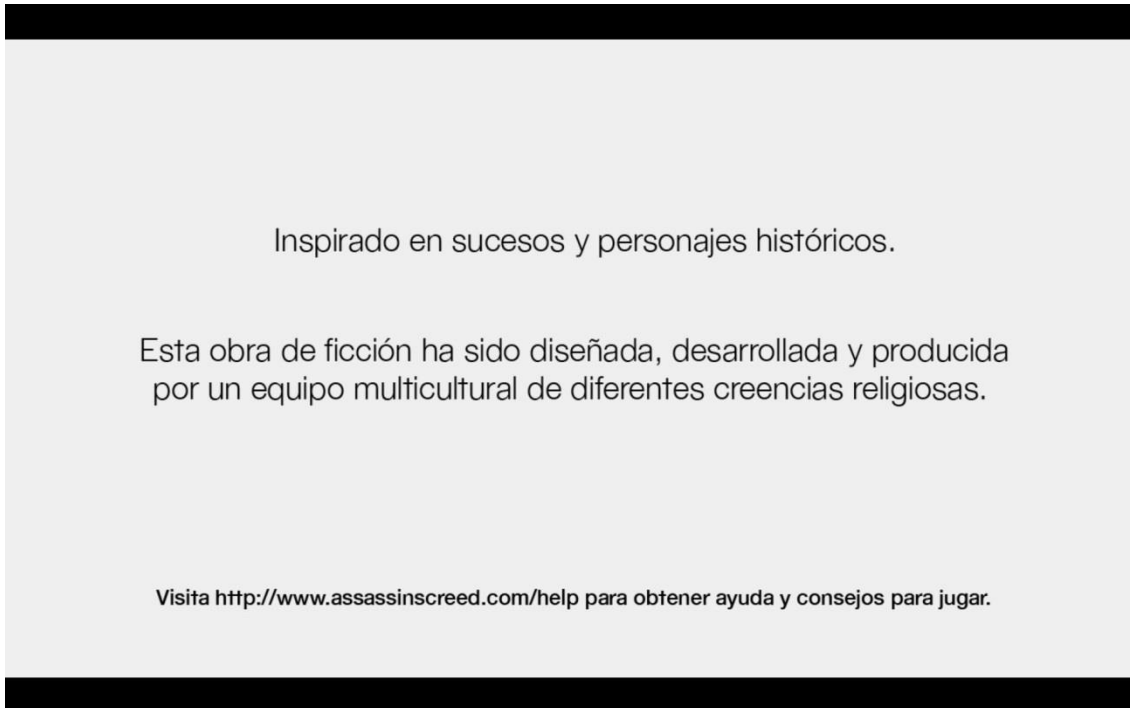 Inspirado en sucesos y personajes históricos.
Esta obra de ficción ha sido diseñada, desarrollada y producida
por un equipo multicultural de diferentes creencias religiosas.
Visita http://www.assassinscreed.com/help para obtener ayuda y consejos para jugar.